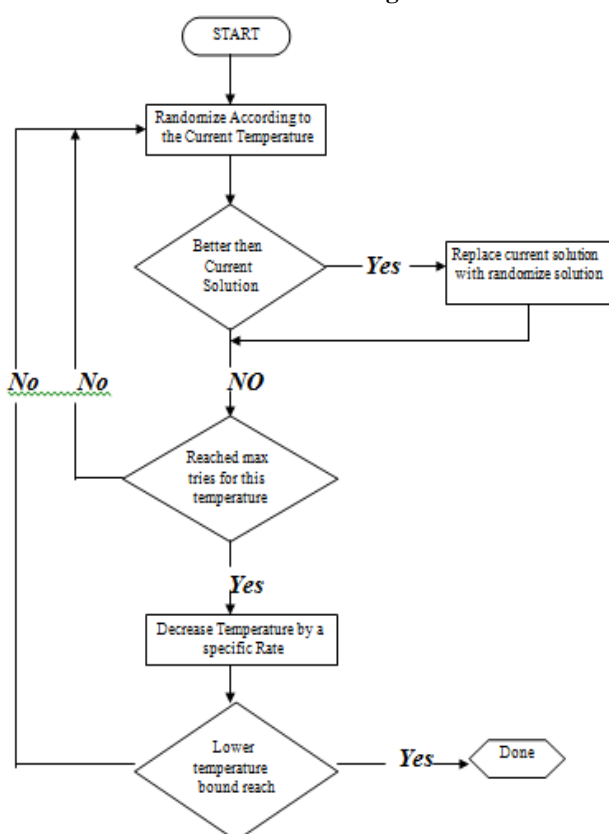 START
Randomize According to
the Current Temperature
Better then
Current
Solution
Yes
Replace current solution
with randomize solution
No
No
NO
Reached max
tries for this
temperature
Yes
Decrease Temperature by a
specific Rate
Lower
temperature
bound reach
Yes
Done